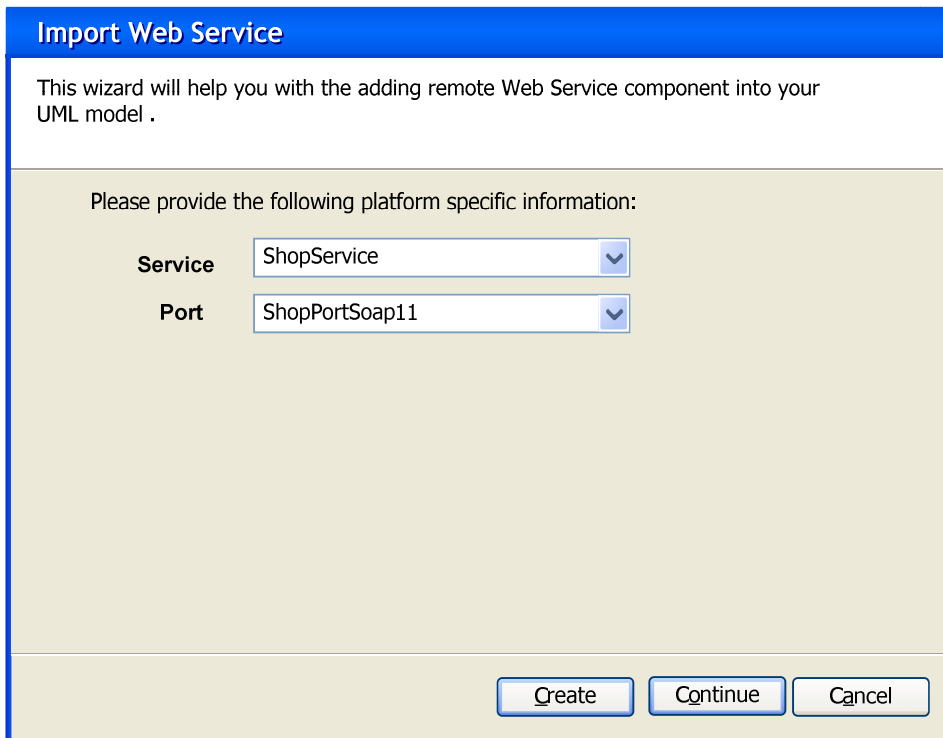 Import Web Service
This wizard will help you with the adding remote Web Service component into your
UML model .
Please provide the following platform specific information:
Service ShopService
Port ShopPortSoap11
Create Continue Cancel